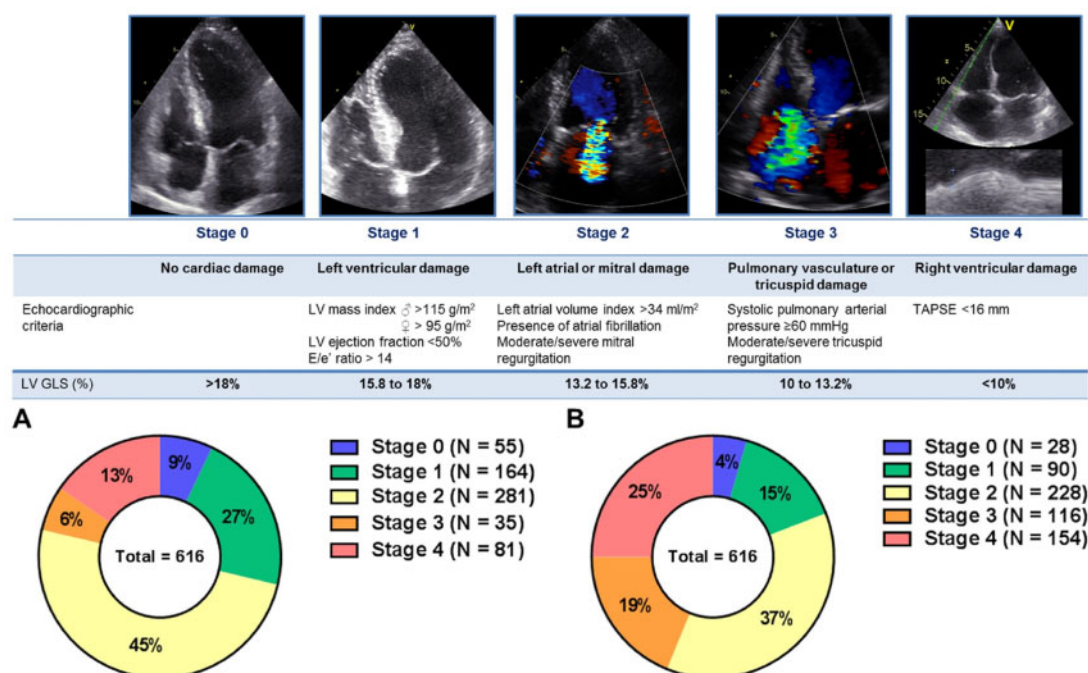 V
5
10
15
V
Stage 0 Stage 1 Stage 2 Stage 3 Stage 4
No cardiac damage Left ventricular damage Left atrial or mitral damage Pulmonary vasculature or tricuspid damage Right ventricular damage
Echocardiographic criteria
LV mass index ♂ >115 g/m²
♀ > 95 g/m²
LV ejection fraction <50%
E/e' ratio > 14
Left atrial volume index >34 ml/m²
Presence of atrial fibrillation
Moderate/severe mitral
regurgitation
Systolic pulmonary arterial
pressure ≥60 mmHg
Moderate/severe tricuspid
regurgitation
TAPSE <16 mm
LV GLS (%) >18% 15.8 to 18% 13.2 to 15.8% 10 to 13.2% <10%
A
9%
27%
45%
6%
13%
Total = 616
Stage 0 (N = 55)
Stage 1 (N = 164)
Stage 2 (N = 281)
Stage 3 (N = 35)
Stage 4 (N = 81)
B
4%
15%
37%
19%
25%
Total = 616
Stage 0 (N = 28)
Stage 1 (N = 90)
Stage 2 (N = 228)
Stage 3 (N = 116)
Stage 4 (N = 154)